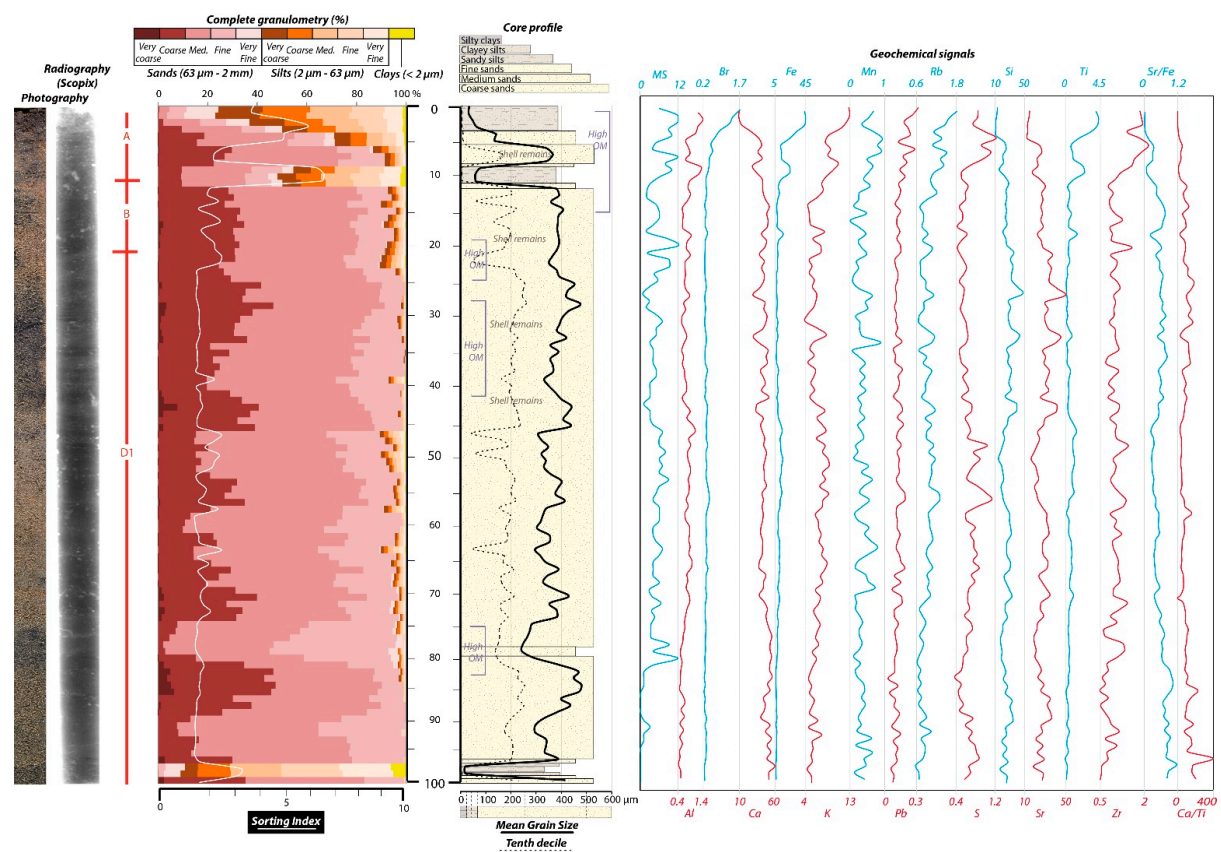 Complete granulometry (%)
Very coarse Coarse Med. Fine Very Fine Very coarse Coarse Med. Fine Very Fine
Sands (63 μm - 2 mm) Silts (2 μm - 63 μm) Clays (< 2 μm)
Radiography
(Scopix)
Photography
0 20 40 60 80 100 %
A
B
D1
0 5 10
Sorting Index
Core profile
Silty clays
Clayey silts
Sandy silts
Fine sands
Medium sands
Coarse sands
0
10
20
30
40
50
60
70
80
90
100
High
OM
Shell remains
Shell remains
High
OM
Shell remains
High
OM
Shell remains
High
OM
0 100 200 300 400 500 600 μm
Mean Grain Size
Tenth decile
Geochemical signals
MS Br Fe Mn Rb Si Ti Sr/Fe
0 12 0.2 1.7 5 45 0 1 0.6 1.8 10 50 0 4.5 0 1.2
0.4 1.4 10 60 4 13 0 0.3 0.4 1.2 10 50 0.5 2 0 400
Al Ca K Pb S Sr Zr Ca/Ti